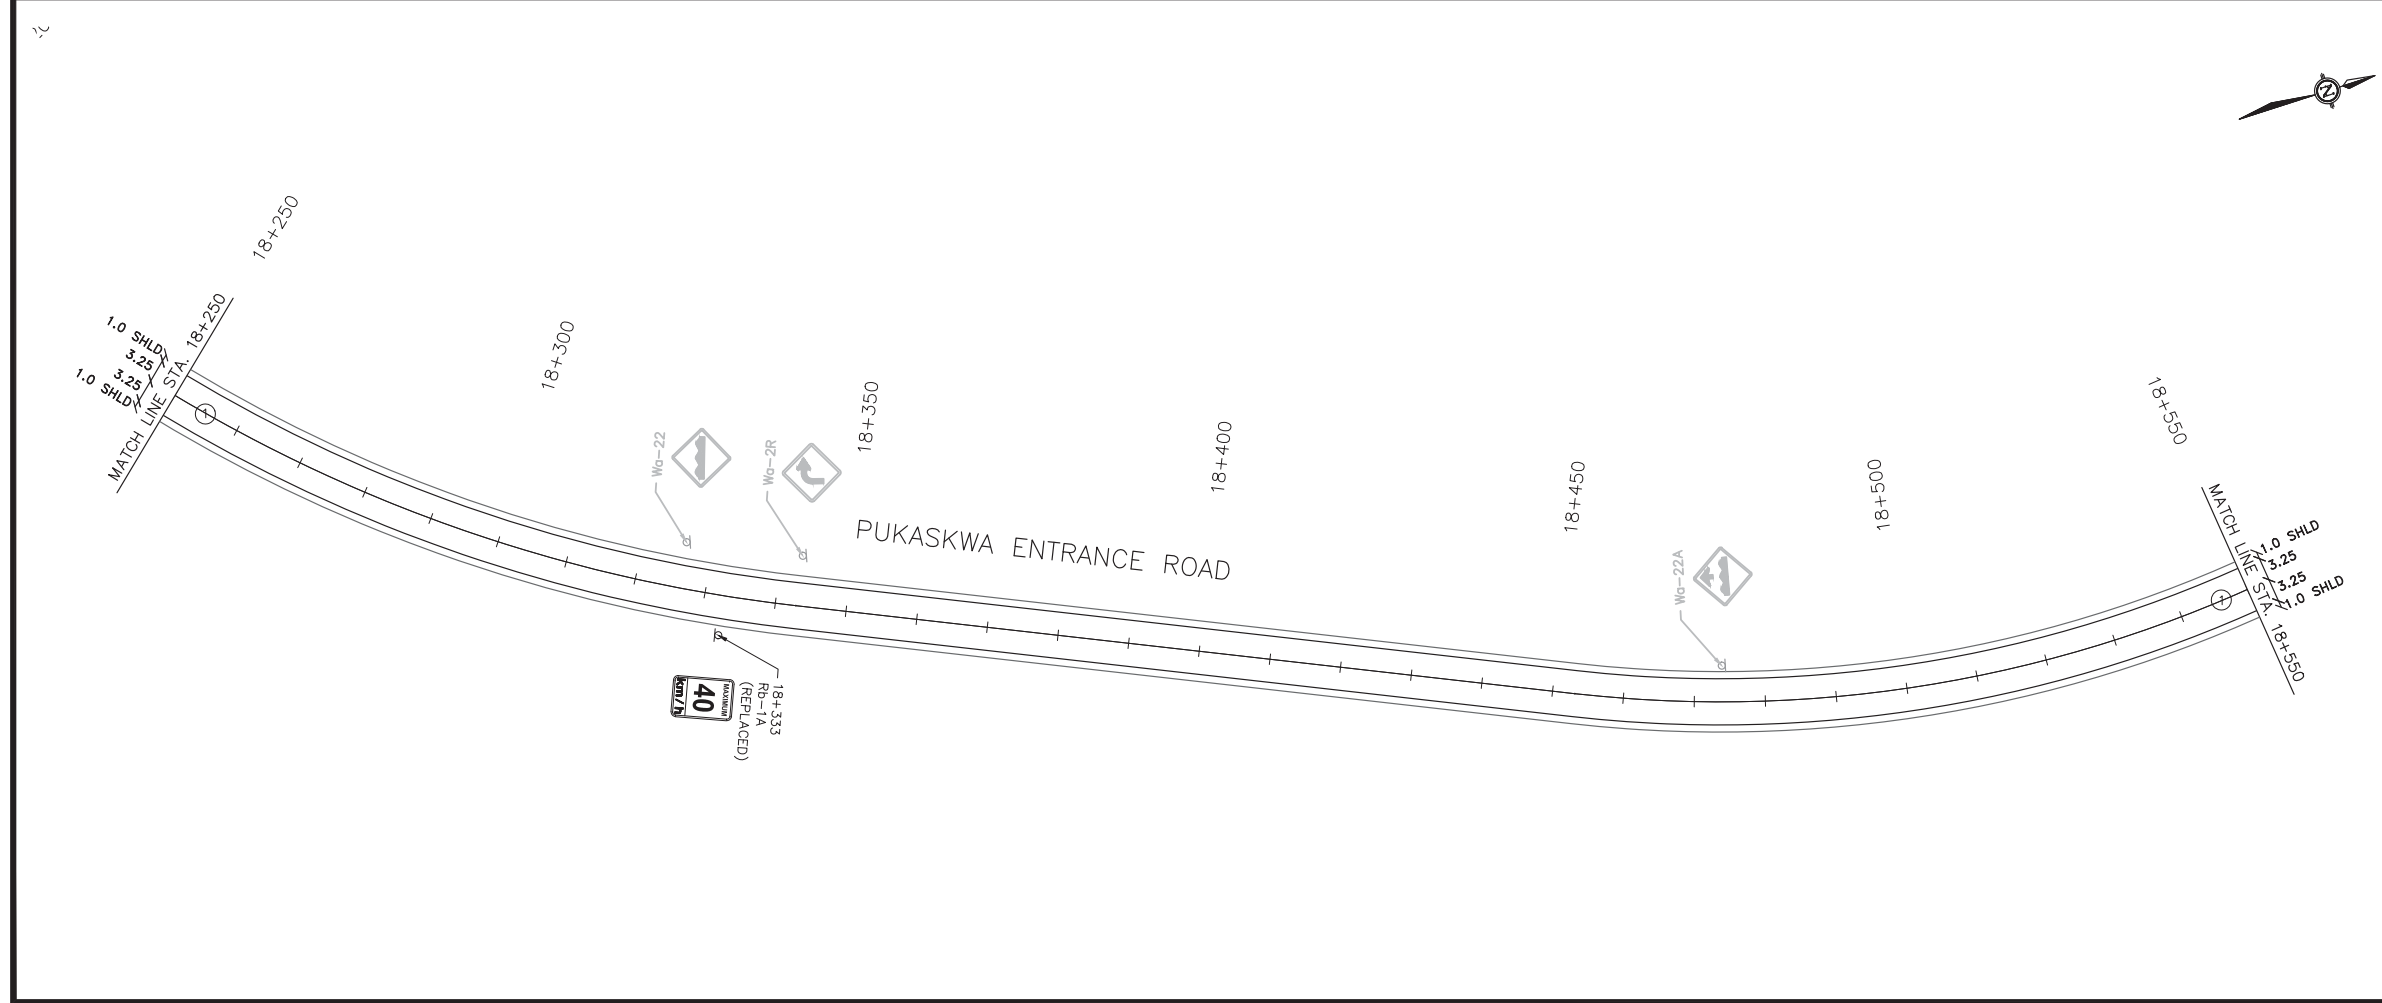 N
18+250
18+300
18+350
18+400
18+450
18+500
18+550
MATCH LINE STA. 18+250
1.0 SHLD
3.25
3.25
1.0 SHLD
1
Wa-22
Wa-2R
PUKASKWA ENTRANCE ROAD
Wa-22A
18+333
Rb-1A
(REPLACED)
MAXIMUM
40
km/h
MATCH LINE STA. 18+550
1.0 SHLD
3.25
3.25
1.0 SHLD
1